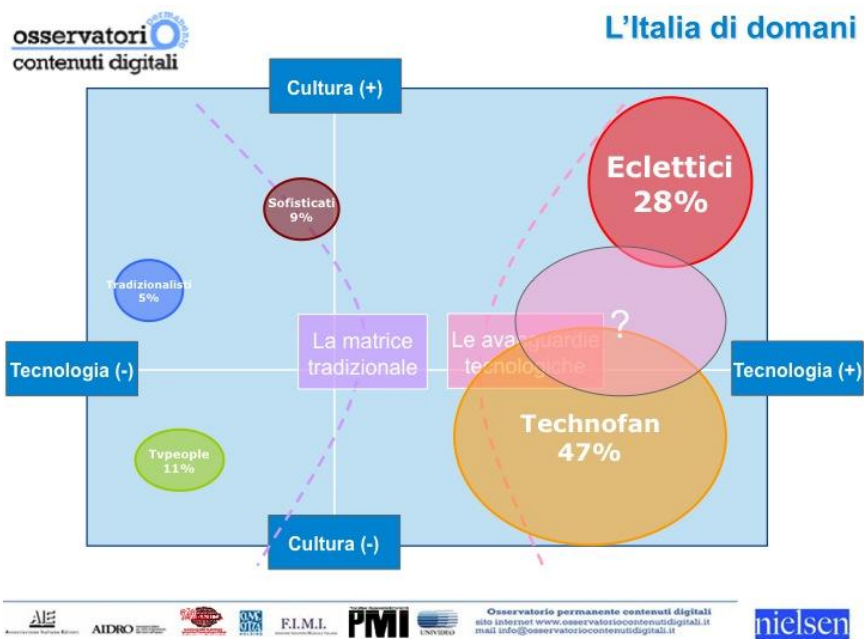 osservatori
permanente
contenuti digitali
L'Italia di domani
Cultura (+)
Eclettici
28%
Sofisticati
9%
Tradizionalisti
5%
?
La matrice
tradizionale
Le avanguardie
tecnologiche
Tecnologia (-)
Tecnologia (+)
Technofan
47%
Tvpeople
11%
Cultura (-)
AIE
AIDRO
F.I.M.I.
PMI
UNIVIDEO
Osservatorio permanente contenuti digitali
sito internet www.osservatoriocontenutidigitali.it
mail info@osservatoriocontenutidigitali.it
nielsen